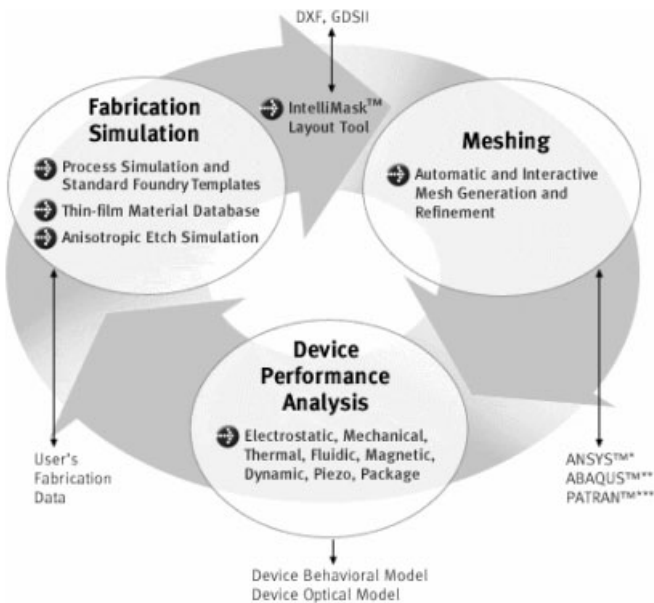 DXF, GDSII
Fabrication
Simulation
Process Simulation and
Standard Foundry Templates
Thin-film Material Database
Anisotropic Etch Simulation
IntelliMask™
Layout Tool
Meshing
Automatic and Interactive
Mesh Generation and
Refinement
Device
Performance
Analysis
Electrostatic, Mechanical,
Thermal, Fluidic, Magnetic,
Dynamic, Piezo, Package
User's
Fabrication
Data
ANSYS™*
ABAQUS™**
PATRAN™***
Device Behavioral Model
Device Optical Model